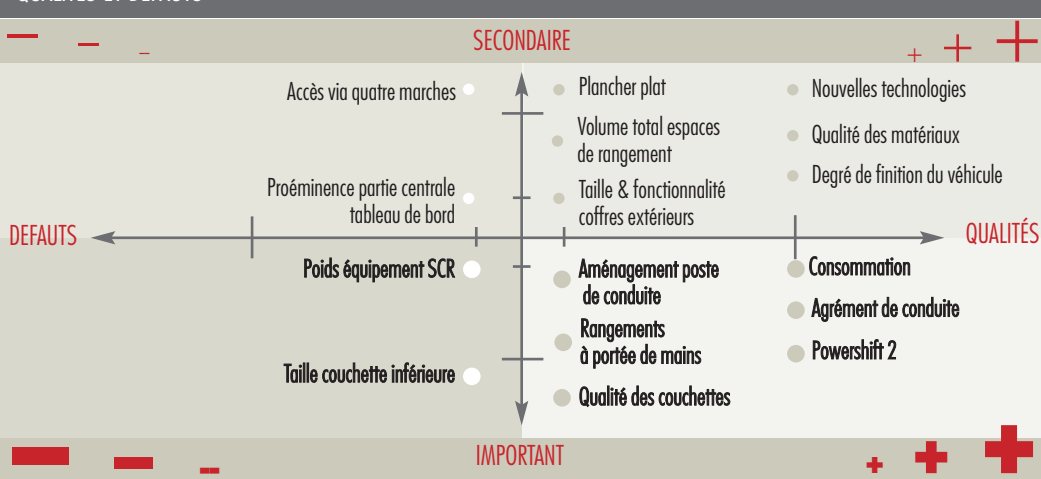 SECONDAIRE
Accès via quatre marches
Proéminence partie centrale
tableau de bord
Plancher plat
Volume total espaces
de rangement
Taille & fonctionnalité
coffres extérieurs
Nouvelles technologies
Qualité des matériaux
Degré de finition du véhicule
DEFAUTS
QUALITÉS
Poids équipement SCR
Taille couchette inférieure
Aménagement poste
de conduite
Rangements
à portée de mains
Qualité des couchettes
Consommation
Agrément de conduite
Powershift 2
IMPORTANT